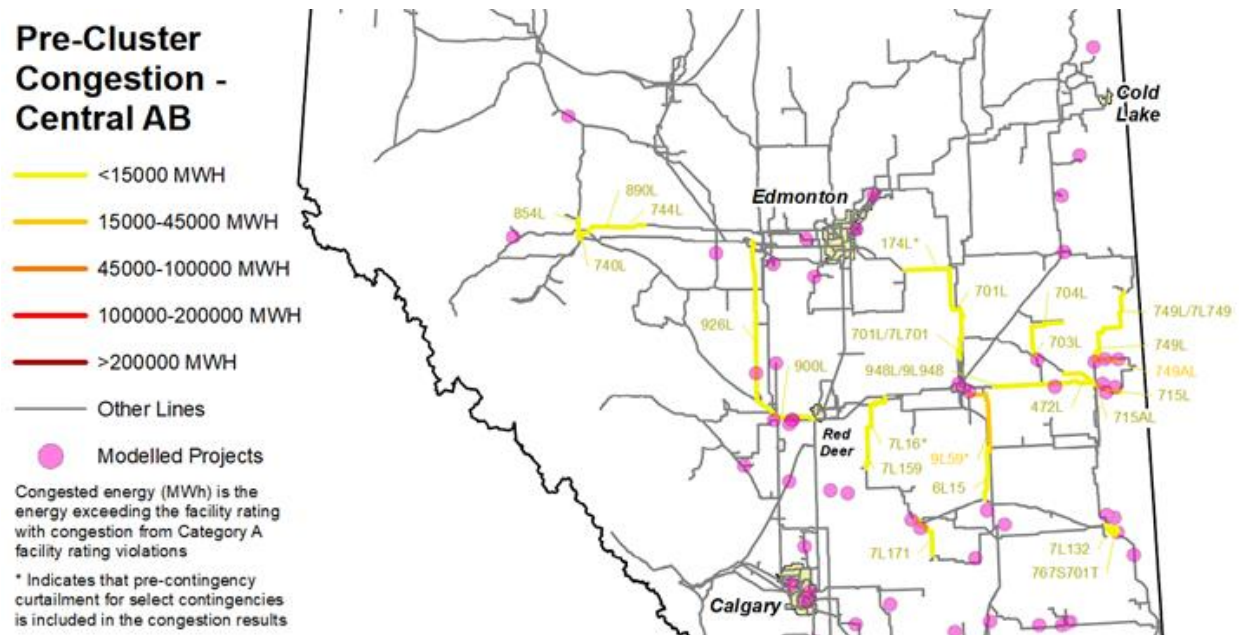 Pre-Cluster
Congestion -
Central AB
<15000 MWH
15000-45000 MWH
45000-100000 MWH
100000-200000 MWH
>200000 MWH
Other Lines
Modelled Projects
Congested energy (MWh) is the
energy exceeding the facility rating
with congestion from Category A
facility rating violations
* Indicates that pre-contingency
curtailment for select contingencies
is included in the congestion results
Cold
Lake
Edmonton
890L
854L
744L
740L
174L*
701L
704L
749L/7L749
926L
701L/7L701
703L
749L
900L
948L/9L948
749AL
472L
715L
715AL
Red
Deer
7L16*
9L59*
7L159
6L15
7L171
7L132
767S701T
Calgary